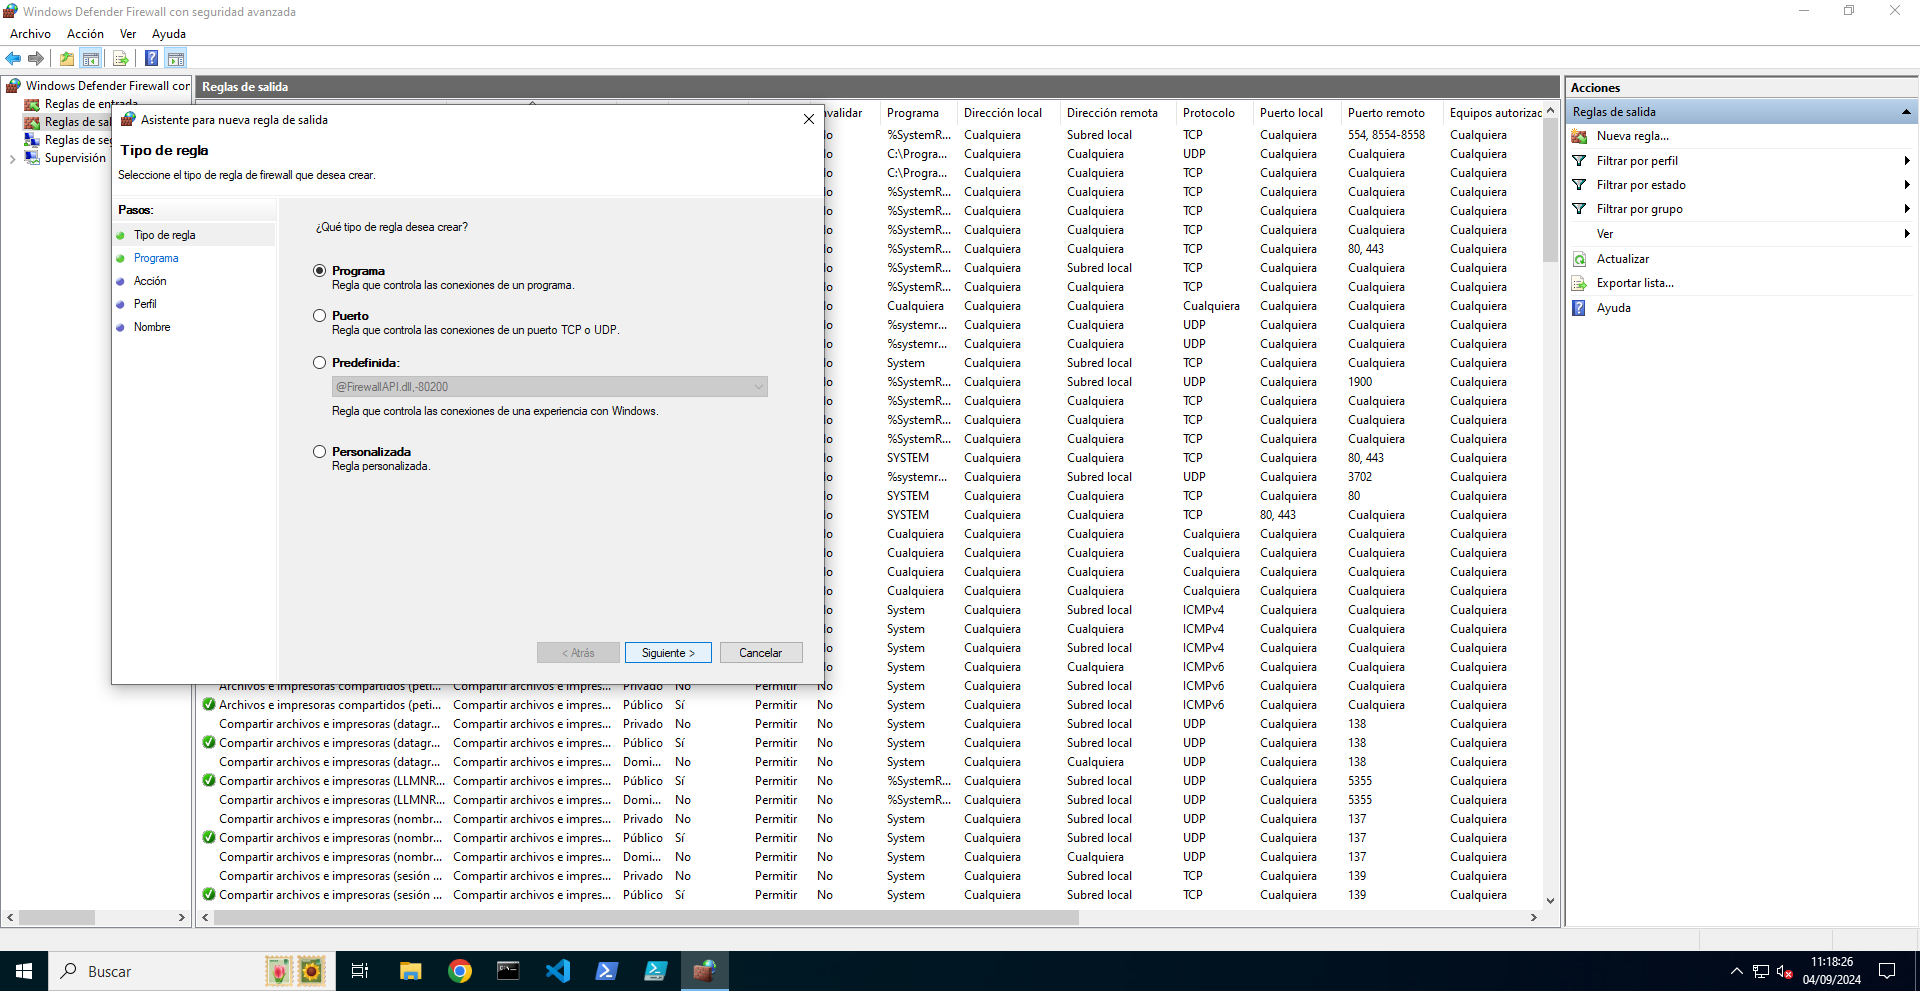 Windows Defender Firewall con seguridad avanzada
Archivo Acción Ver Ayuda
Windows Defender Firewall cor
Reglas de entrada
Reglas de sal
Reglas de seg
Supervisión
Reglas de salida
Asistente para nueva regla de salida
Tipo de regla
Seleccione el tipo de regla de firewall que desea crear.
Pasos:
Tipo de regla
Programa
Acción
Perfil
Nombre
¿Qué tipo de regla desea crear?
Programa
Regla que controla las conexiones de un programa.
Puerto
Regla que controla las conexiones de un puerto TCP o UDP.
Predefinida:
@FirewallAPI.dll,-80200
Regla que controla las conexiones de una experiencia con Windows.
Personalizada
Regla personalizada.
< Atrás Siguiente > Cancelar
nvalidar Programa Dirección local Dirección remota Protocolo Puerto local Puerto remoto Equipos autorizac
lo %SystemR... Cualquiera Subred local TCP Cualquiera 554, 8554-8558 Cualquiera
lo C:\Progra... Cualquiera Cualquiera UDP Cualquiera Cualquiera Cualquiera
lo C:\Progra... Cualquiera Cualquiera TCP Cualquiera Cualquiera Cualquiera
lo %SystemR... Cualquiera Cualquiera TCP Cualquiera Cualquiera Cualquiera
lo %SystemR... Cualquiera Cualquiera TCP Cualquiera Cualquiera Cualquiera
lo %SystemR... Cualquiera Cualquiera TCP Cualquiera Cualquiera Cualquiera
lo %SystemR... Cualquiera Cualquiera TCP Cualquiera 80, 443 Cualquiera
lo %SystemR... Cualquiera Subred local TCP Cualquiera Cualquiera Cualquiera
lo %SystemR... Cualquiera Cualquiera TCP Cualquiera Cualquiera Cualquiera
lo Cualquiera Cualquiera Cualquiera Cualquiera Cualquiera Cualquiera Cualquiera
lo %systemr... Cualquiera Cualquiera UDP Cualquiera Cualquiera Cualquiera
lo %systemr... Cualquiera Cualquiera UDP Cualquiera Cualquiera Cualquiera
lo System Cualquiera Subred local TCP Cualquiera Cualquiera Cualquiera
lo %SystemR... Cualquiera Subred local UDP Cualquiera 1900 Cualquiera
lo %SystemR... Cualquiera Cualquiera TCP Cualquiera Cualquiera Cualquiera
lo %SystemR... Cualquiera Cualquiera TCP Cualquiera Cualquiera Cualquiera
lo %SystemR... Cualquiera Cualquiera TCP Cualquiera Cualquiera Cualquiera
lo SYSTEM Cualquiera Cualquiera TCP Cualquiera 80, 443 Cualquiera
lo %systemr... Cualquiera Subred local UDP Cualquiera 3702 Cualquiera
lo SYSTEM Cualquiera Cualquiera TCP Cualquiera 80 Cualquiera
lo SYSTEM Cualquiera Cualquiera TCP 80, 443 Cualquiera Cualquiera
lo Cualquiera Cualquiera Cualquiera Cualquiera Cualquiera Cualquiera Cualquiera
lo Cualquiera Cualquiera Cualquiera Cualquiera Cualquiera Cualquiera Cualquiera
lo Cualquiera Cualquiera Cualquiera Cualquiera Cualquiera Cualquiera Cualquiera
lo Cualquiera Cualquiera Cualquiera Cualquiera Cualquiera Cualquiera Cualquiera
lo System Cualquiera Subred local ICMPv4 Cualquiera Cualquiera Cualquiera
lo System Cualquiera Cualquiera ICMPv4 Cualquiera Cualquiera Cualquiera
lo System Cualquiera Subred local ICMPv4 Cualquiera Cualquiera Cualquiera
lo System Cualquiera Cualquiera ICMPv6 Cualquiera Cualquiera Cualquiera
Archivos e impresoras compartidos (peti... Compartir archivos e impres... Privado No Permitir No System Cualquiera Subred local ICMPv6 Cualquiera Cualquiera Cualquiera
Archivos e impresoras compartidos (peti... Compartir archivos e impres... Público Sí Permitir No System Cualquiera Subred local ICMPv6 Cualquiera Cualquiera Cualquiera
Compartir archivos e impresoras (datagr... Compartir archivos e impres... Privado No Permitir No System Cualquiera Subred local UDP Cualquiera 138 Cualquiera
Compartir archivos e impresoras (datagr... Compartir archivos e impres... Público Sí Permitir No System Cualquiera Subred local UDP Cualquiera 138 Cualquiera
Compartir archivos e impresoras (datagr... Compartir archivos e impres... Domi... No Permitir No System Cualquiera Cualquiera UDP Cualquiera 138 Cualquiera
Compartir archivos e impresoras (LLMNR... Compartir archivos e impres... Público Sí Permitir No %SystemR... Cualquiera Subred local UDP Cualquiera 5355 Cualquiera
Compartir archivos e impresoras (LLMNR... Compartir archivos e impres... Domi... No Permitir No %SystemR... Cualquiera Subred local UDP Cualquiera 5355 Cualquiera
Compartir archivos e impresoras (nombr... Compartir archivos e impres... Privado No Permitir No System Cualquiera Subred local UDP Cualquiera 137 Cualquiera
Compartir archivos e impresoras (nombr... Compartir archivos e impres... Público Sí Permitir No System Cualquiera Subred local UDP Cualquiera 137 Cualquiera
Compartir archivos e impresoras (nombr... Compartir archivos e impres... Domi... No Permitir No System Cualquiera Cualquiera UDP Cualquiera 137 Cualquiera
Compartir archivos e impresoras (sesión ... Compartir archivos e impres... Privado No Permitir No System Cualquiera Subred local TCP Cualquiera 139 Cualquiera
Compartir archivos e impresoras (sesión ... Compartir archivos e impres... Público Sí Permitir No System Cualquiera Subred local TCP Cualquiera 139 Cualquiera
Acciones
Reglas de salida
Nueva regla...
Filtrar por perfil
Filtrar por estado
Filtrar por grupo
Ver
Actualizar
Exportar lista...
Ayuda
Buscar
11:18:26
04/09/2024